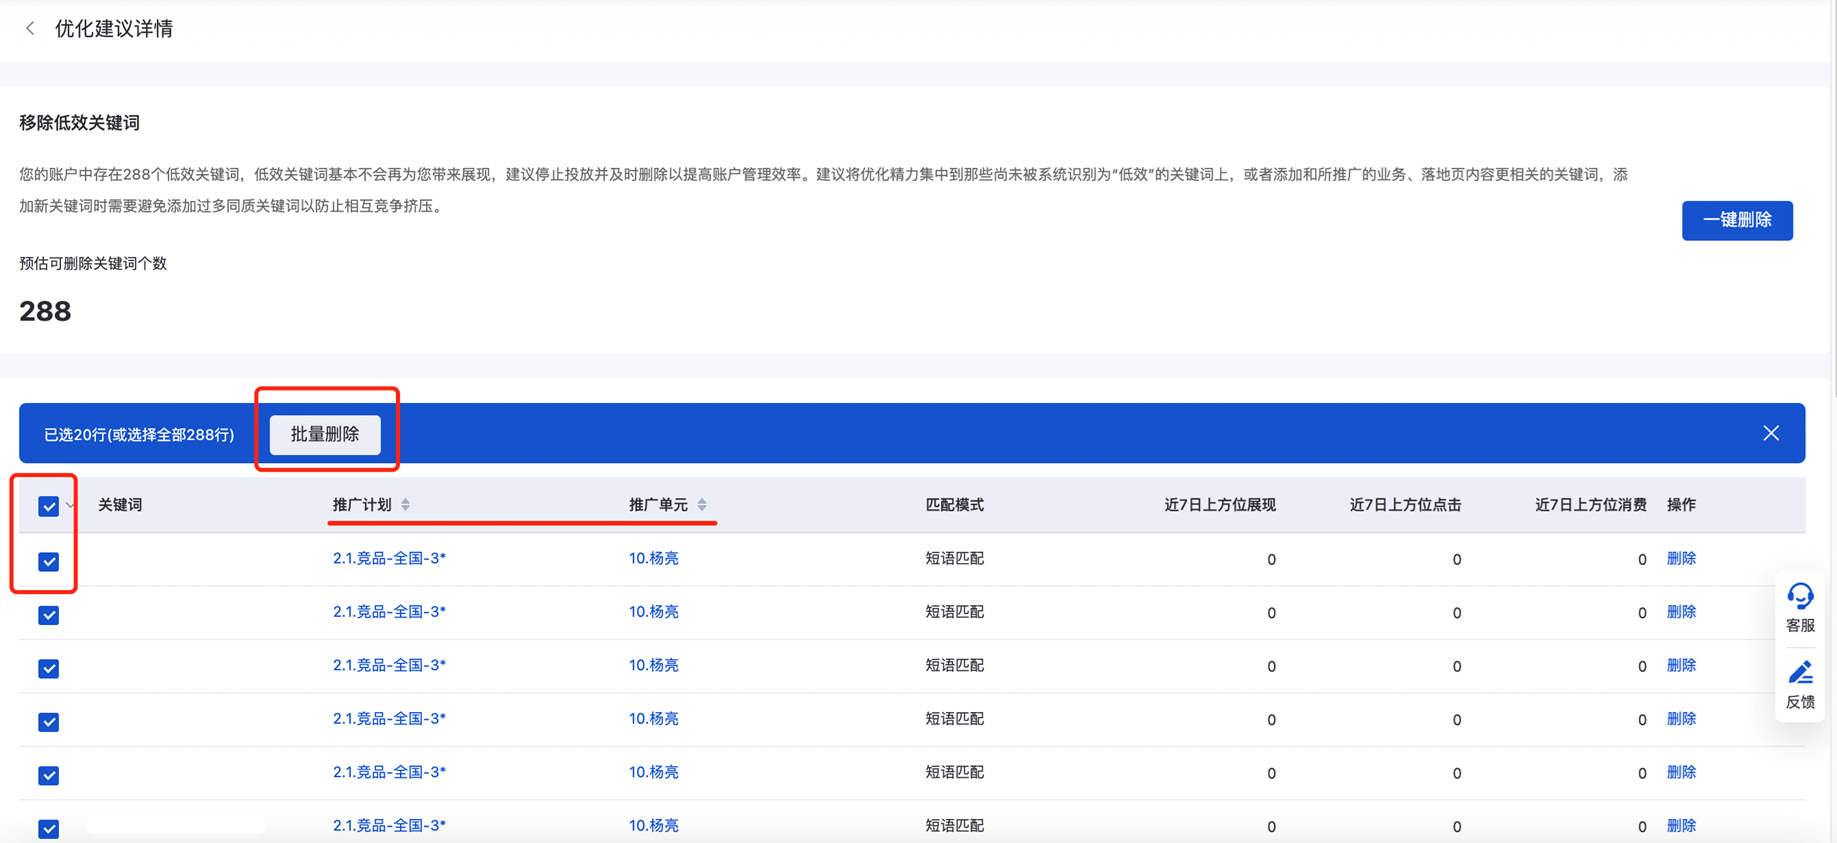 优化建议详情
移除低效关键词
您的账户中存在288个低效关键词，低效关键词基本不会再为您带来展现，建议停止投放并及时删除以提高账户管理效率。建议将优化精力集中到那些尚未被系统识别为“低效”的关键词上，或者添加和所推广的业务、落地页内容更相关的关键词，添
加新关键词时需要避免添加过多同质关键词以防止相互竞争挤压。
一键删除
预估可删除关键词个数
288
已选20行(或选择全部288行) 批量删除
关键词 推广计划 推广单元 匹配模式 近7日上方位展现 近7日上方位点击 近7日上方位消费 操作
2.1.竞品-全国-3* 10.杨亮 短语匹配 0 0 0 删除
2.1.竞品-全国-3* 10.杨亮 短语匹配 0 0 0 删除
2.1.竞品-全国-3* 10.杨亮 短语匹配 0 0 0 删除
2.1.竞品-全国-3* 10.杨亮 短语匹配 0 0 0 删除
2.1.竞品-全国-3* 10.杨亮 短语匹配 0 0 0 删除
2.1.竞品-全国-3* 10.杨亮 短语匹配 0 0 0 删除
客服
反馈